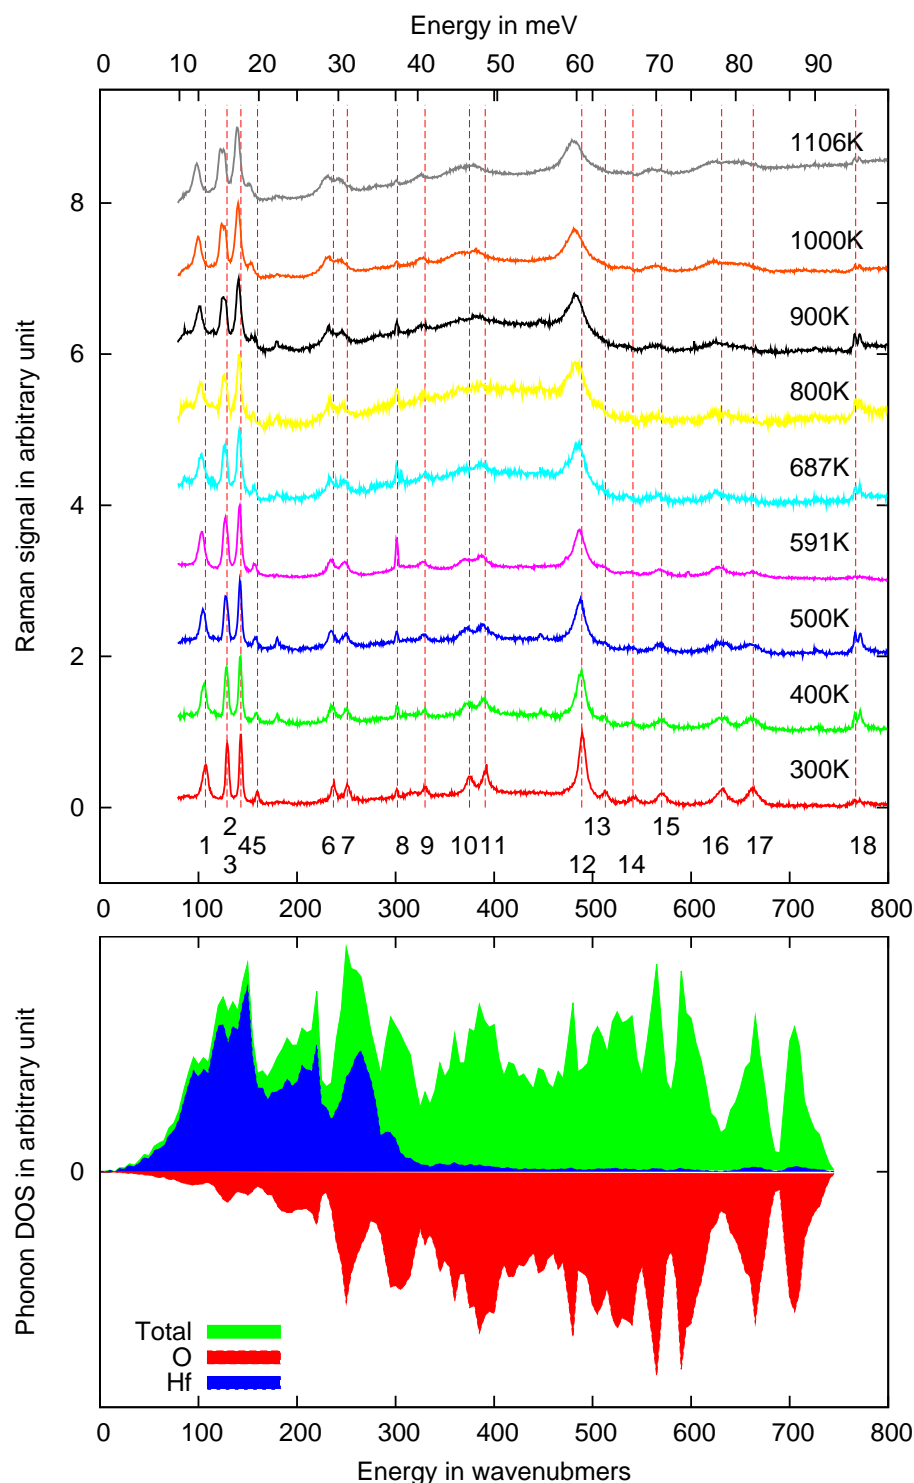 Energy in meV
0 10 20 30 40 50 60 70 80 90
Raman signal in arbitrary unit
8
6
4
2
0
1106K
1000K
900K
800K
687K
591K
500K
400K
300K
2 13 15
1 45 6 7 8 9 10 11 16 17 18
3 12 14
0 100 200 300 400 500 600 700 800
Phonon DOS in arbitrary unit
0
Total
O
Hf
0 100 200 300 400 500 600 700 800
Energy in wavenubmers